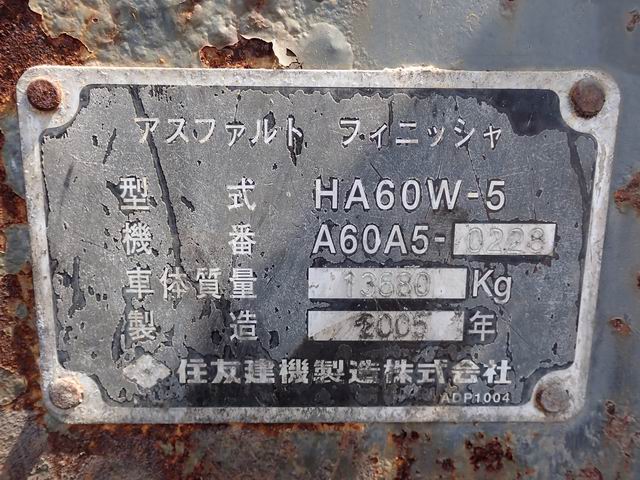 アスファルト フィニッシャ
型 式 HA60W-5
機 番 A60A5-0228
車体質量 13680 Kg
製 造 2005 年
住友建機製造株式会社
ADP1004